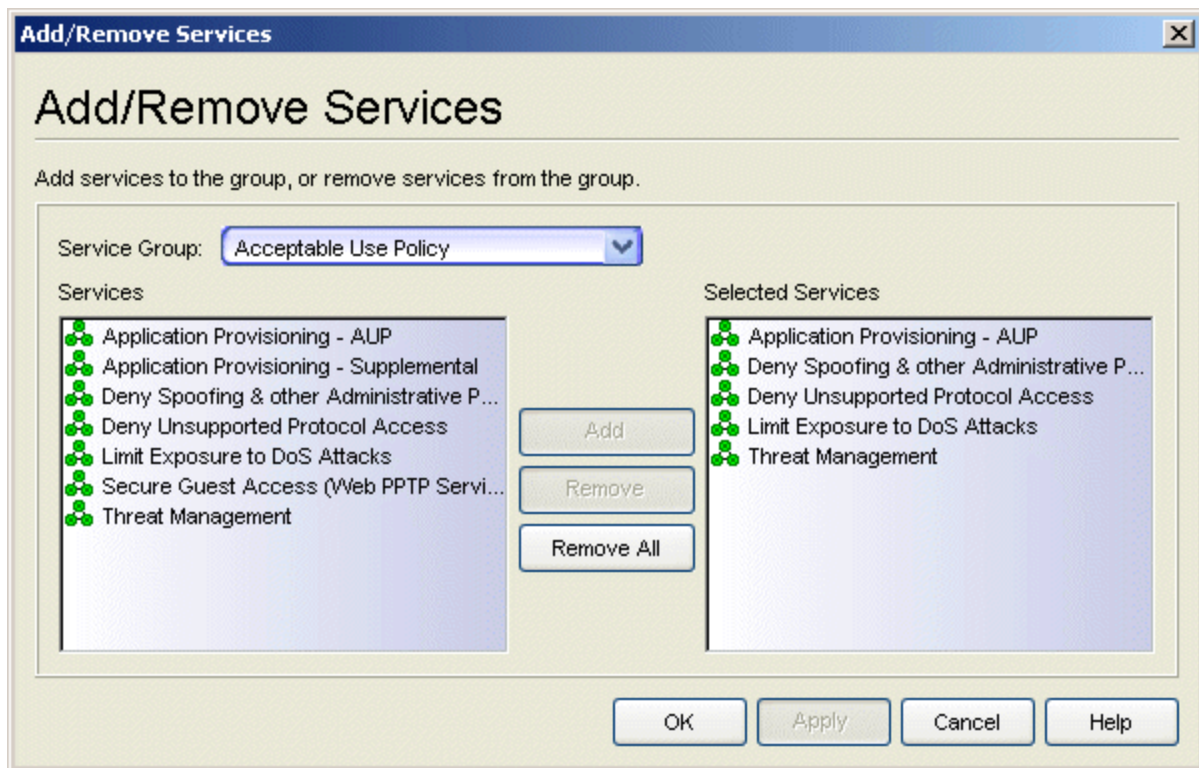 Add/Remove Services
Add/Remove Services
Add services to the group, or remove services from the group.
Service Group: Acceptable Use Policy
Services
Application Provisioning - AUP
Application Provisioning - Supplemental
Deny Spoofing & other Administrative P...
Deny Unsupported Protocol Access
Limit Exposure to DoS Attacks
Secure Guest Access (Web PPTP Servi...
Threat Management
Add
Remove
Remove All
Selected Services
Application Provisioning - AUP
Deny Spoofing & other Administrative P...
Deny Unsupported Protocol Access
Limit Exposure to DoS Attacks
Threat Management
OK
Apply
Cancel
Help